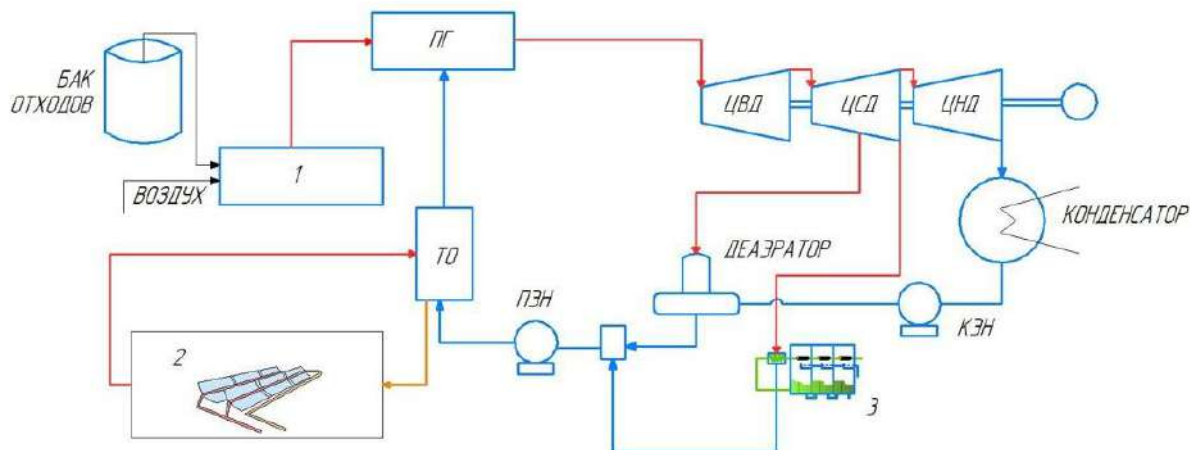 БАК
ОТХОДОВ
ВОЗДУХ
1
ПГ
ЦВД
ЦСД
ЦНД
КОНДЕНСАТОР
ТО
ДЕАЭРАТОР
ПЭН
КЭН
2
3